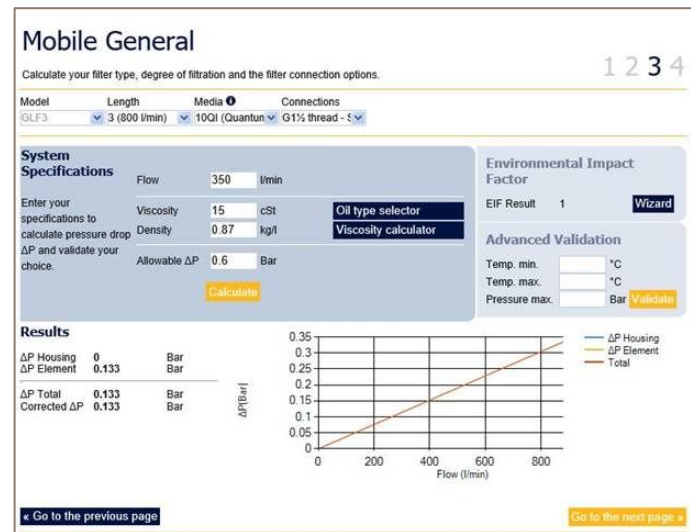 Mobile General
Calculate your filter type, degree of filtration and the filter connection options.
1 2 3 4
Model Length Media Connections
GLF3 3 (800 l/min) 10QI (Quantun G1½ thread - S
System
Specifications
Enter your
specifications to
calculate pressure drop
ΔP and validate your
choice.
Flow 350 l/min
Viscosity 15 cSt Oil type selector
Density 0.87 kg/l Viscosity calculator
Allowable ΔP 0.6 Bar
Calculate
Environmental Impact
Factor
EIF Result 1 Wizard
Advanced Validation
Temp. min. °C
Temp. max. °C
Pressure max. Bar Validate
Results
ΔP Housing 0 Bar
ΔP Element 0.133 Bar
ΔP Total 0.133 Bar
Corrected ΔP 0.133 Bar
ΔP[Bar]
0.35
0.3
0.25
0.2
0.15
0.1
0.05
0
0 200 400 600 800
Flow (l/min)
ΔP Housing
ΔP Element
Total
« Go to the previous page
Go to the next page »